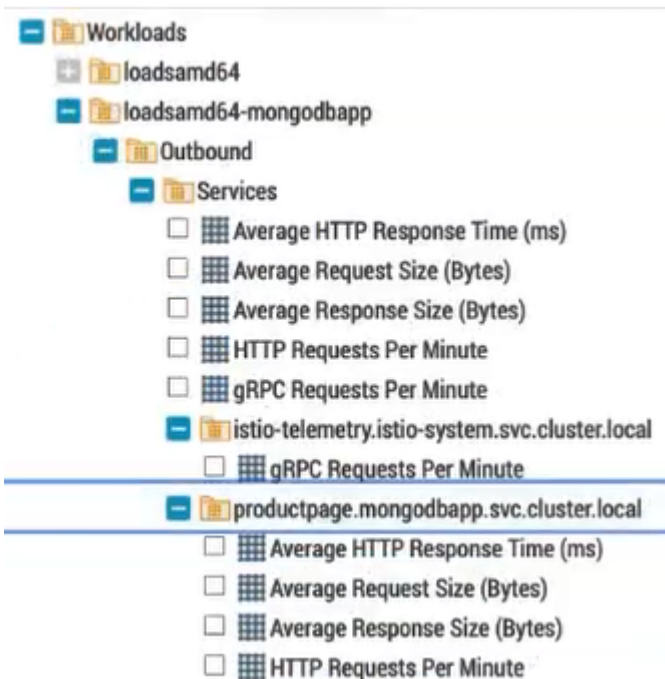 Workloads
loadsamd64
loadsamd64-mongodbapp
Outbound
Services
Average HTTP Response Time (ms)
Average Request Size (Bytes)
Average Response Size (Bytes)
HTTP Requests Per Minute
gRPC Requests Per Minute
istio-telemetry.istio-system.svc.cluster.local
gRPC Requests Per Minute
productpage.mongodbapp.svc.cluster.local
Average HTTP Response Time (ms)
Average Request Size (Bytes)
Average Response Size (Bytes)
HTTP Requests Per Minute